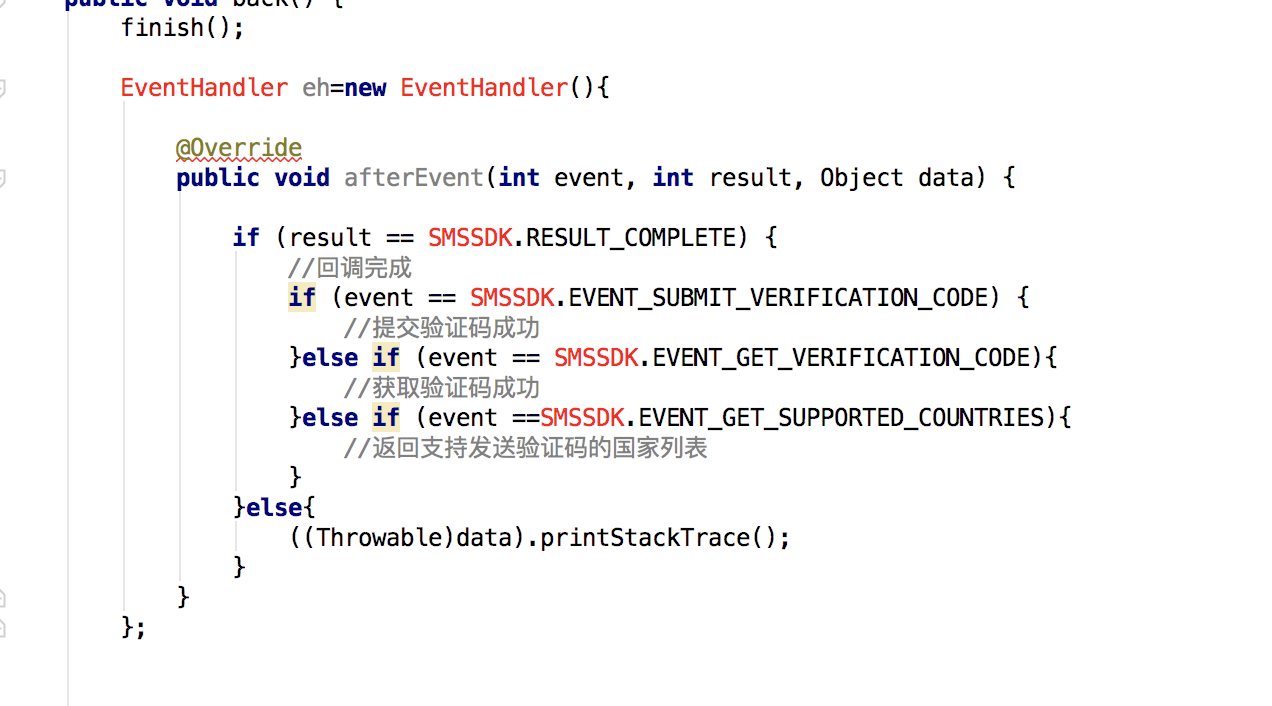 public void back() {
finish();
EventHandler eh=new EventHandler(){
@Override
public void afterEvent(int event, int result, Object data) {
if (result == SMSSDK.RESULT_COMPLETE) {
//回调完成
if (event == SMSSDK.EVENT_SUBMIT_VERIFICATION_CODE) {
//提交验证码成功
}else if (event == SMSSDK.EVENT_GET_VERIFICATION_CODE){
//获取验证码成功
}else if (event ==SMSSDK.EVENT_GET_SUPPORTED_COUNTRIES){
//返回支持发送验证码的国家列表
}
}else{
((Throwable)data).printStackTrace();
}
}
};